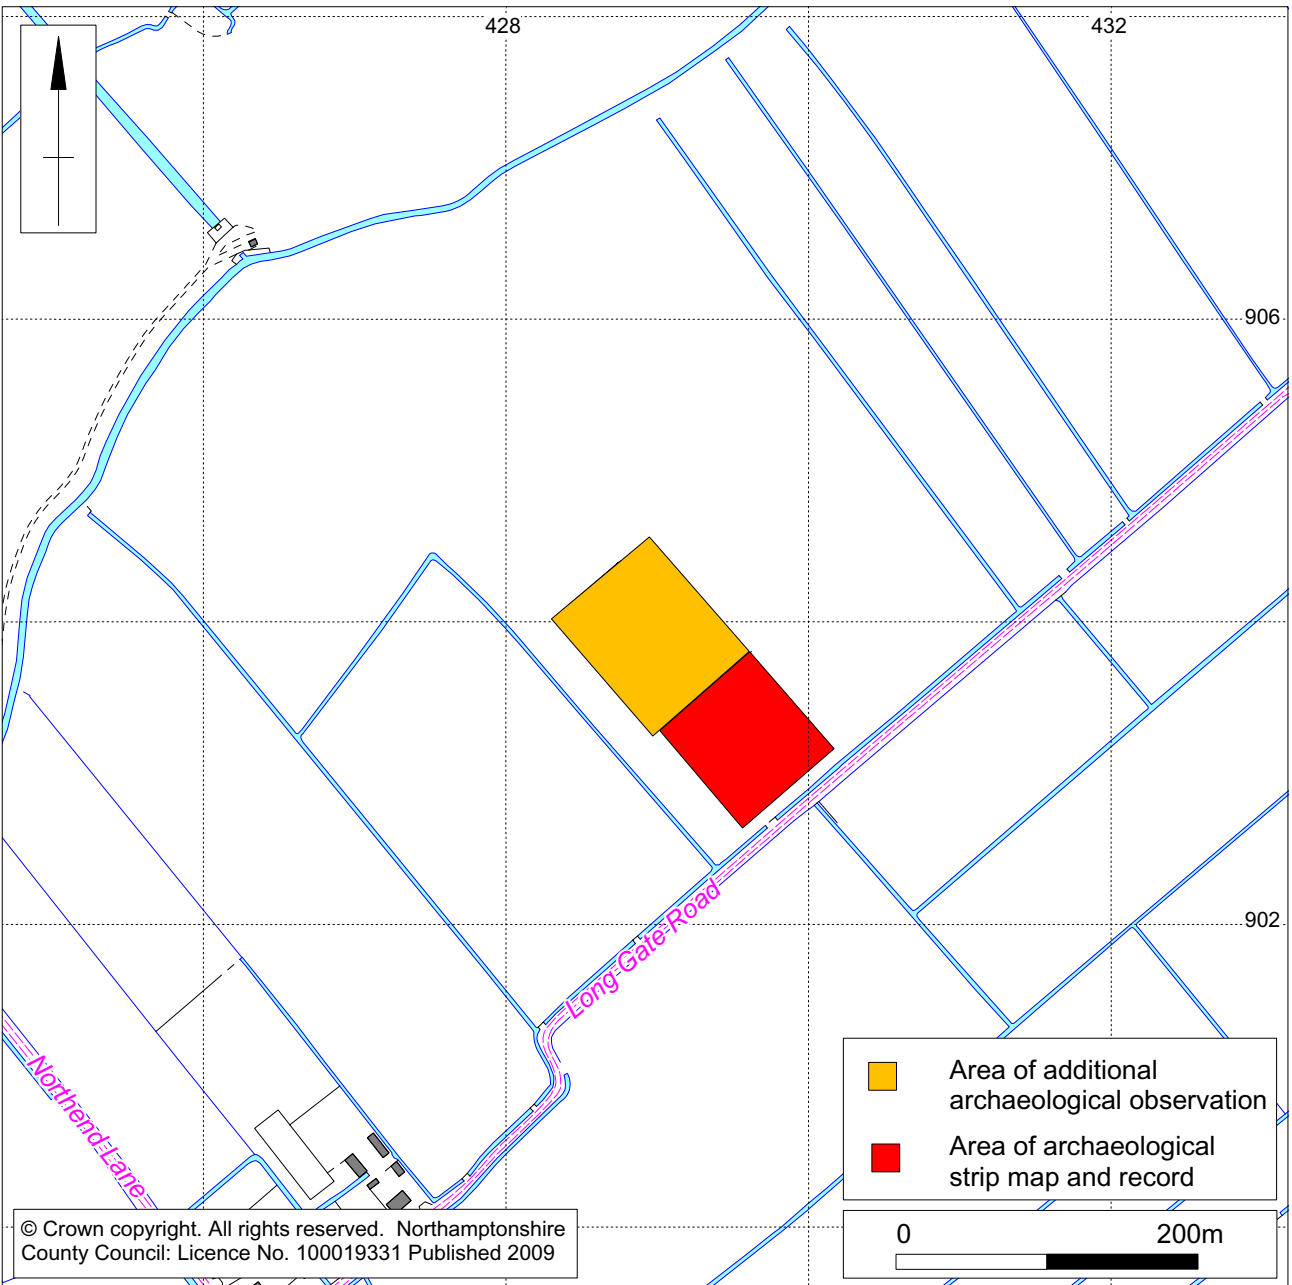 428
432
906
902
Long Gate Road
Northend Lane
Area of additional
archaeological observation
Area of archaeological
strip map and record
0 200m
© Crown copyright. All rights reserved. Northamptonshire
County Council: Licence No. 100019331 Published 2009